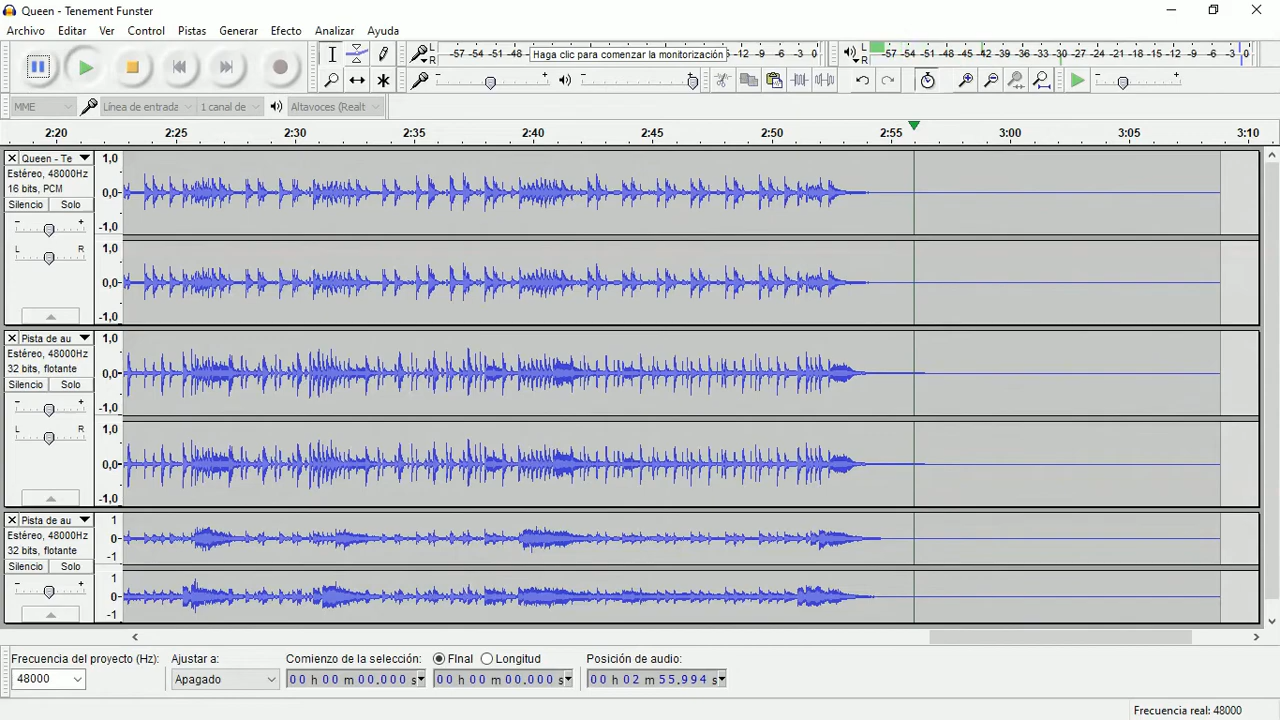 Queen - Tenement Funster
Archivo Editar Ver Control Pistas Generar Efecto Analizar Ayuda
L R -57 -54 -51 -48 Haga clic para comenzar la monitorización -12 -9 -6 -3 0
L R -57 -54 -51 -48 -45 -42 -39 -36 -33 -30 -27 -24 -21 -18 -15 -12 -9 -6 -3 0
- + - + - +
MME Línea de entrada 1 canal de Altavoces (Realt
2:20 2:25 2:30 2:35 2:40 2:45 2:50 2:55 3:00 3:05 3:10
Queen - Te 1,0
Estéreo, 48000Hz
16 bits, PCM
0,0-
Silencio Solo
- + -1,0
L R 1,0
0,0-
-1,0
Pista de au 1,0
Estéreo, 48000Hz
32 bits, flotante
0,0-
Silencio Solo
- + -1,0
L R 1,0
0,0-
-1,0
Pista de au 1
Estéreo, 48000Hz 0-
32 bits, flotante -1
Silencio Solo
- + 1
0-
-1
Frecuencia del proyecto (Hz): Ajustar a: Comienzo de la selección: FInal Longitud Posición de audio:
48000 Apagado 00 h 00 m 00.000 s 00 h 00 m 00.000 s 00 h 02 m 55.994 s
Frecuencia real: 48000